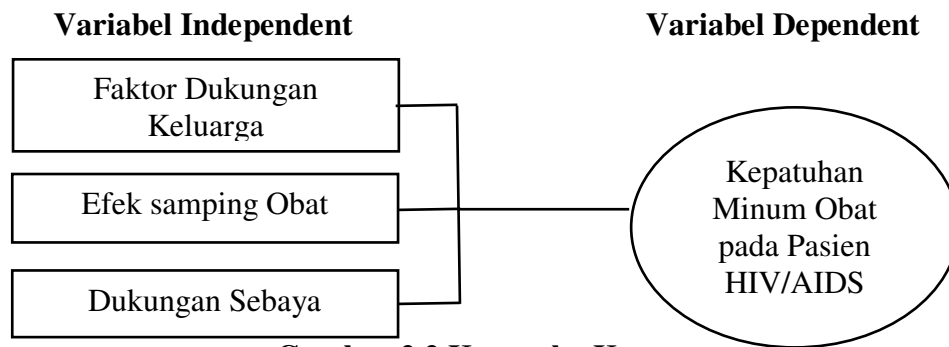 Variabel Independent
Variabel Dependent
Faktor Dukungan
Keluarga
Efek samping Obat
Dukungan Sebaya
Kepatuhan
Minum Obat
pada Pasien
HIV/AIDS